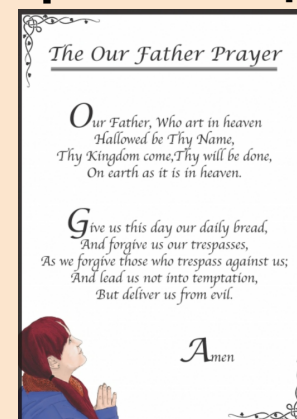 The Our Father Prayer
Our Father, Who art in heaven
Hallowed be Thy Name,
Thy Kingdom come,Thy will be done,
On earth as it is in heaven.
Give us this day our daily bread,
And forgive us our trespasses,
As we forgive those who trespass against us;
And lead us not into temptation,
But deliver us from evil.
Amen